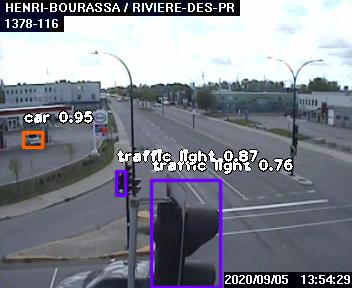 HENRI-BOURASSA / RIVIERE-DES-PR
1378-116
car 0.95
traffic light 0.87
traffic light 0.76
2020/09/05 13:54:29